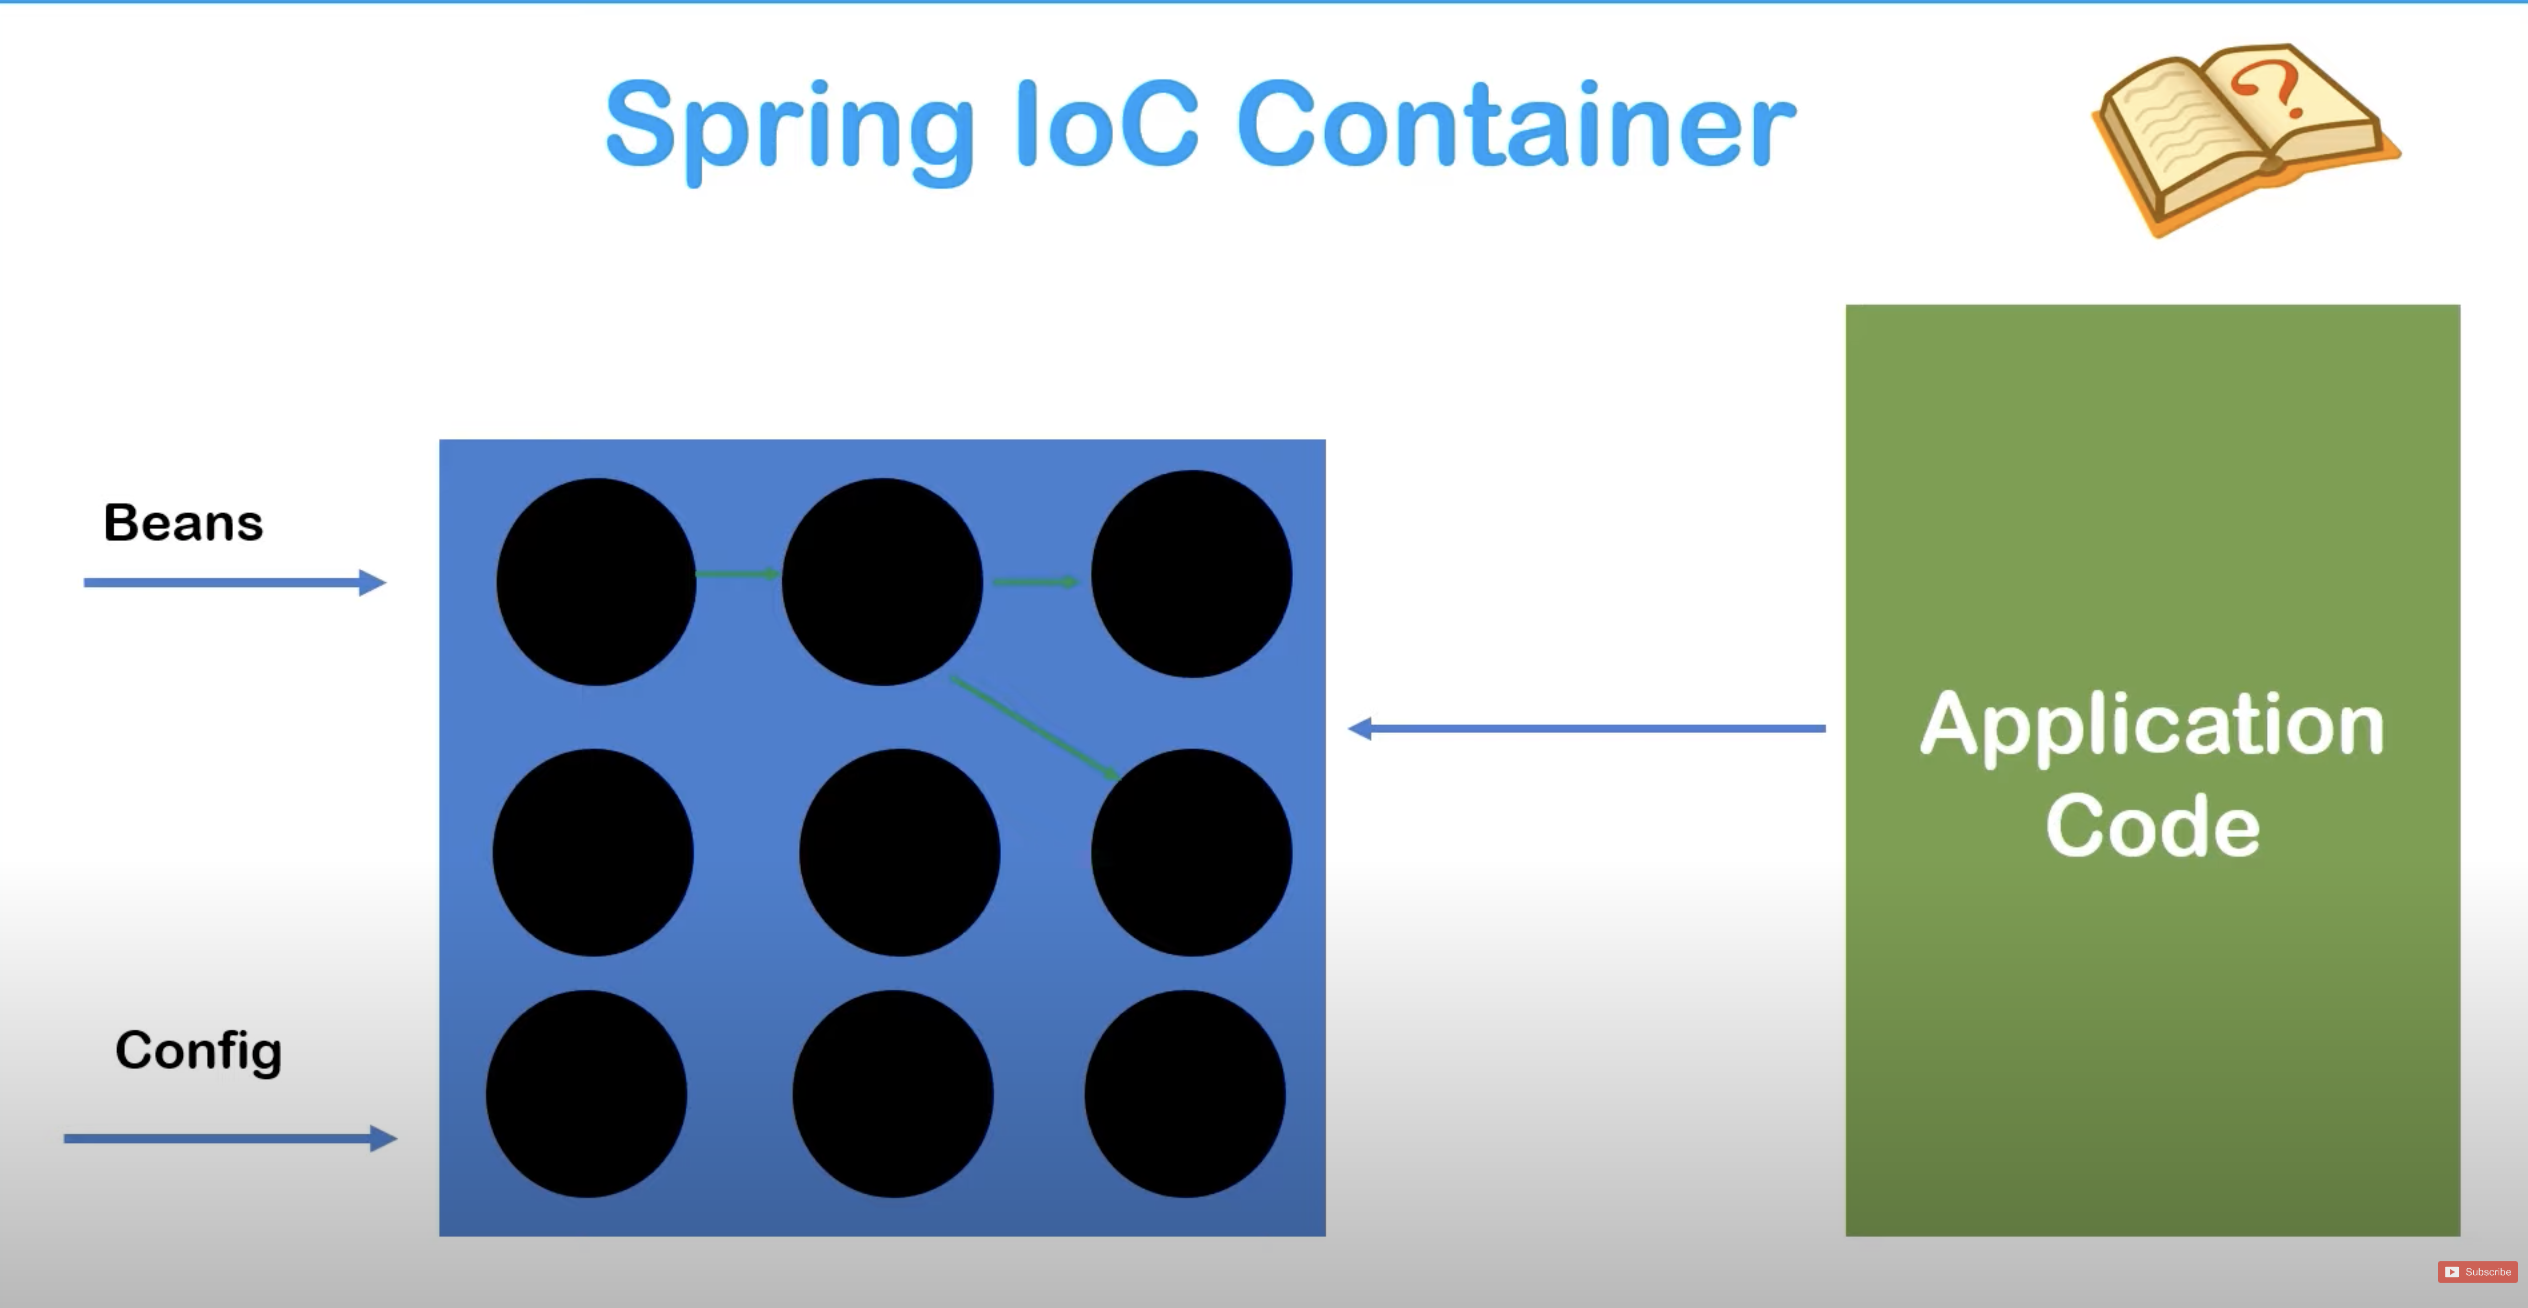 Spring IoC Container
?
Beans
Config
Application
Code
Subscribe